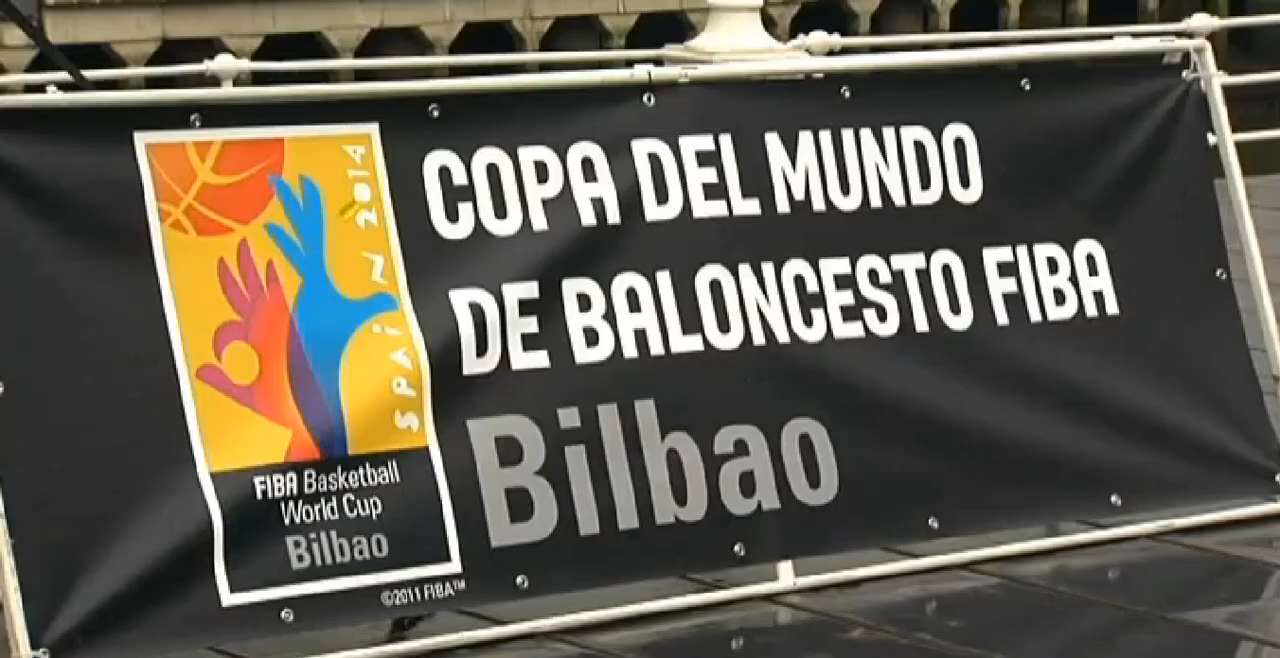 SPAIN 2014
FIBA Basketball
World Cup
Bilbao
©2011 FIBA™
COPA DEL MUNDO
DE BALONCESTO FIBA
Bilbao